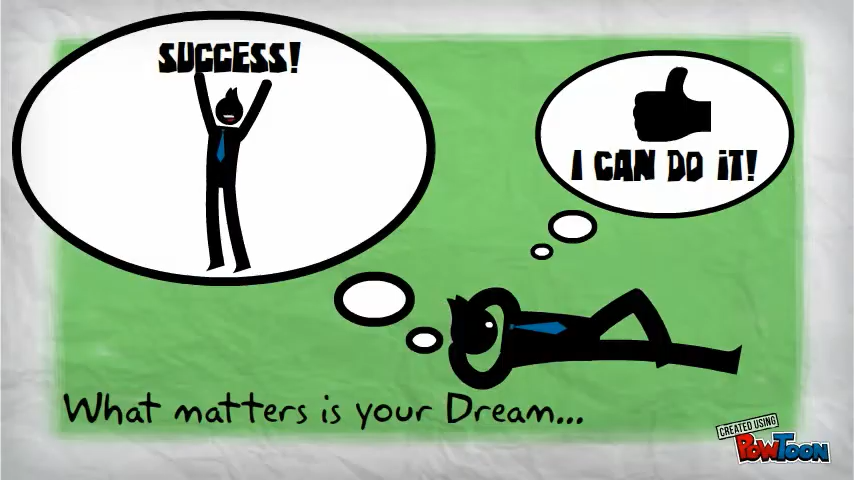 SUCCESS!
I CAN DO iT!
What matters is your Dream...
CREATED USING
POWTOON